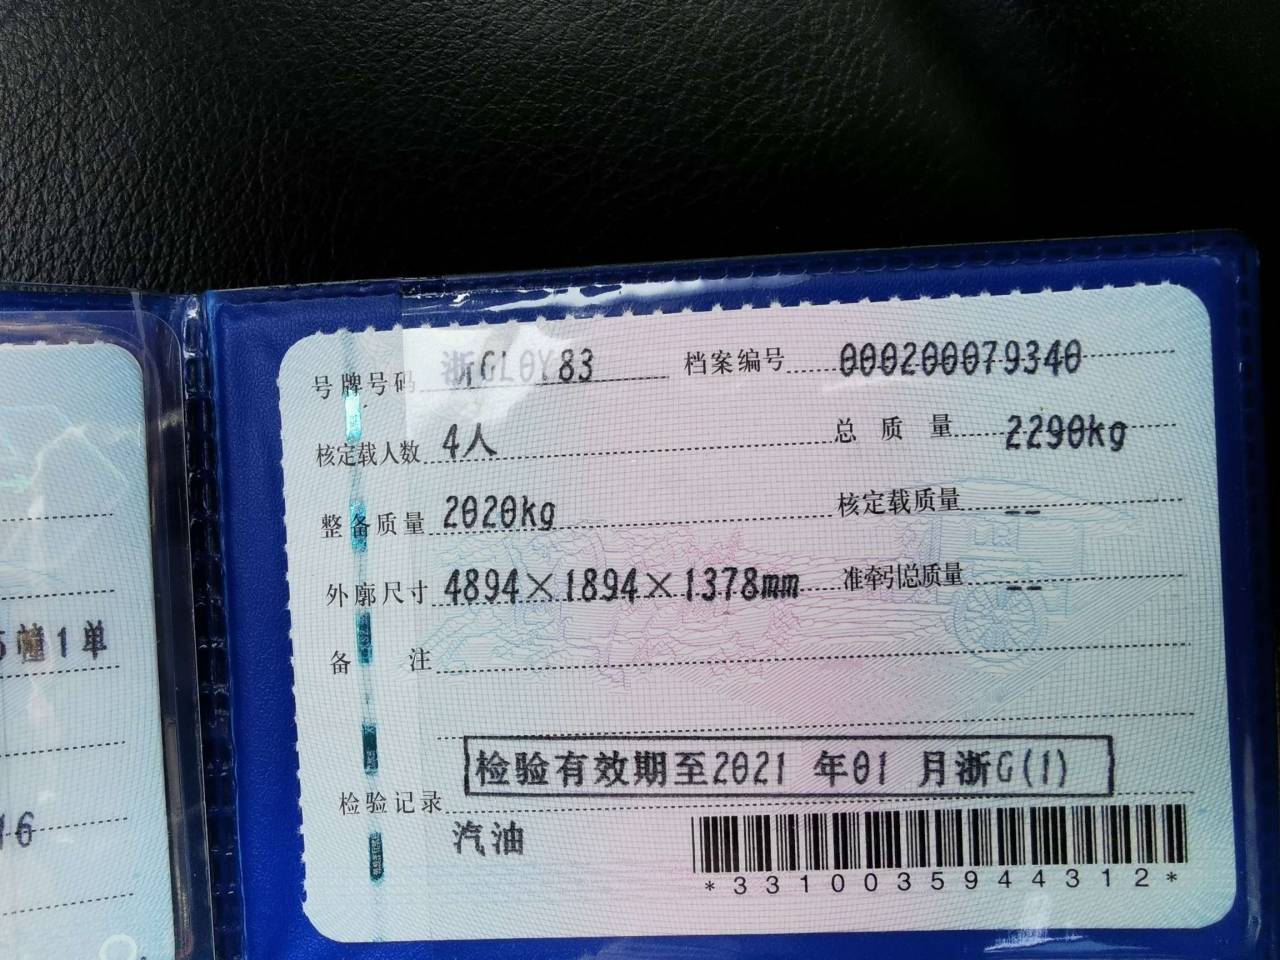 号牌号码 浙GL0Y83 档案编号 000200079340
核定载人数 4人 总质量 2290kg
整备质量 2020kg 核定载质量 --
外廓尺寸 4894×1894×1378mm 准牵引总质量 --
备注
检验有效期至2021 年01 月浙G(1)
检验记录
汽油
*3310035944312*
幢1单
16